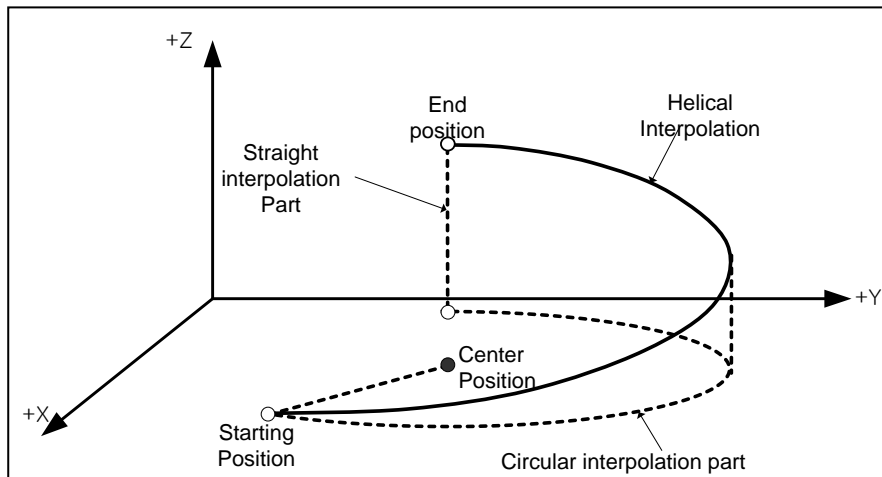 +Z
End
position
Helical
Interpolation
Straight
interpolation
Part
+Y
Center
Position
+X
Starting
Position
Circular interpolation part